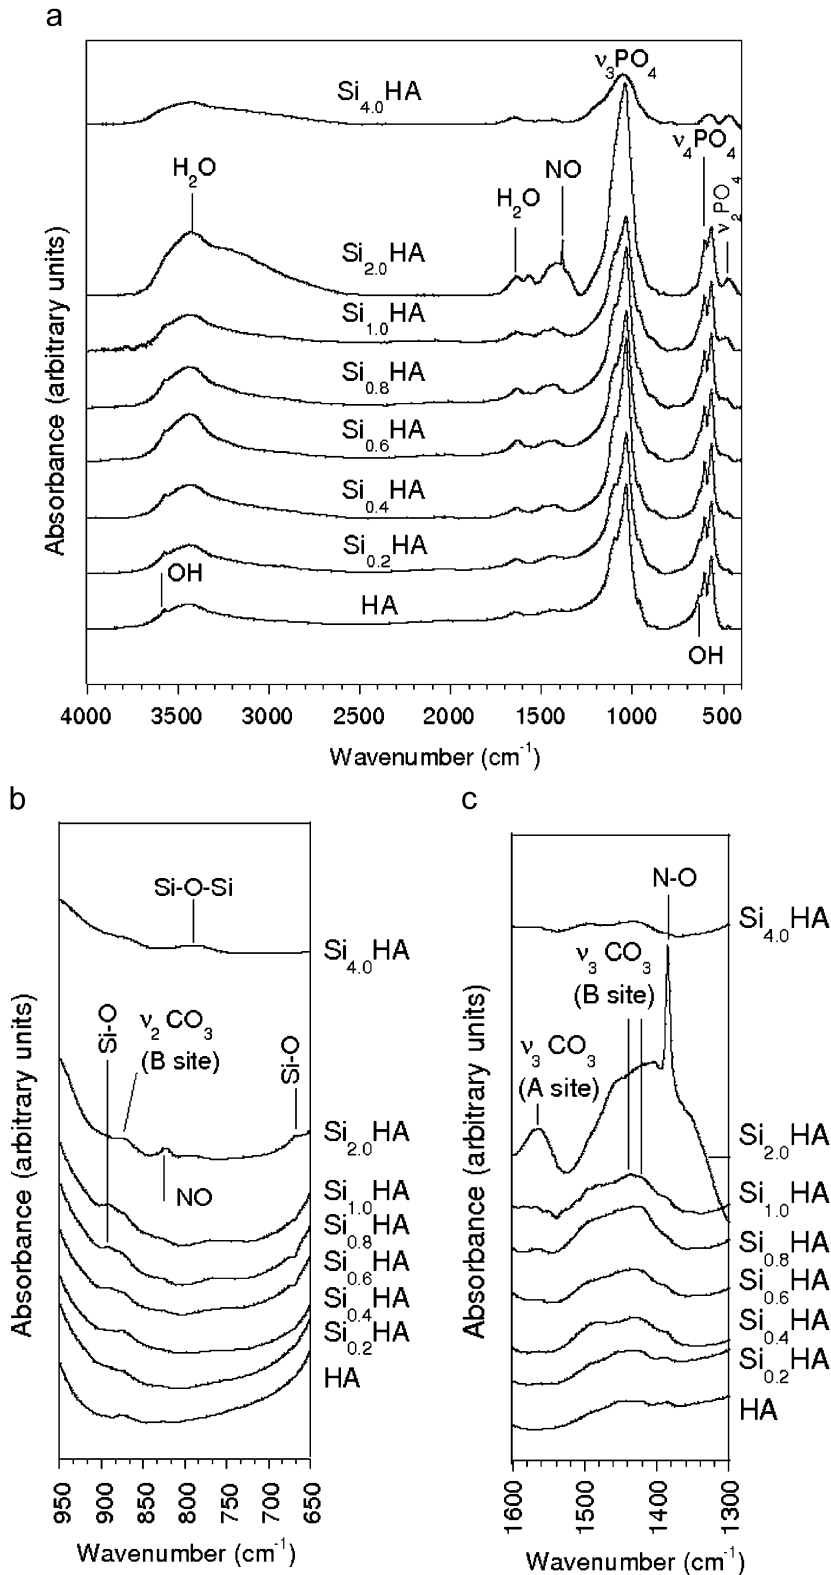 a
ν₃PO₄
Si₄.₀HA
ν₄PO₄
H₂O
NO
H₂O
ν₂PO₄
Si₂.₀HA
Si₁.₀HA
Si₀.₈HA
Si₀.₆HA
Si₀.₄HA
Si₀.₂HA
OH
HA
OH
Absorbance (arbitrary units)
4000 3500 3000 2500 2000 1500 1000 500
Wavenumber (cm⁻¹)
b
Si-O-Si
Si₄.₀HA
Si-O
ν₂ CO₃
(B site)
Si-O
Si₂.₀HA
NO
Si₁.₀HA
Si₀.₈HA
Si₀.₆HA
Si₀.₄HA
Si₀.₂HA
HA
Absorbance (arbitrary units)
950 900 850 800 750 700 650
Wavenumber (cm⁻¹)
c
N-O
Si₄.₀HA
ν₃ CO₃
(B site)
ν₃ CO₃
(A site)
Si₂.₀HA
Si₁.₀HA
Si₀.₈HA
Si₀.₆HA
Si₀.₄HA
Si₀.₂HA
HA
Absorbance (arbitrary units)
1600 1500 1400 1300
Wavenumber (cm⁻¹)